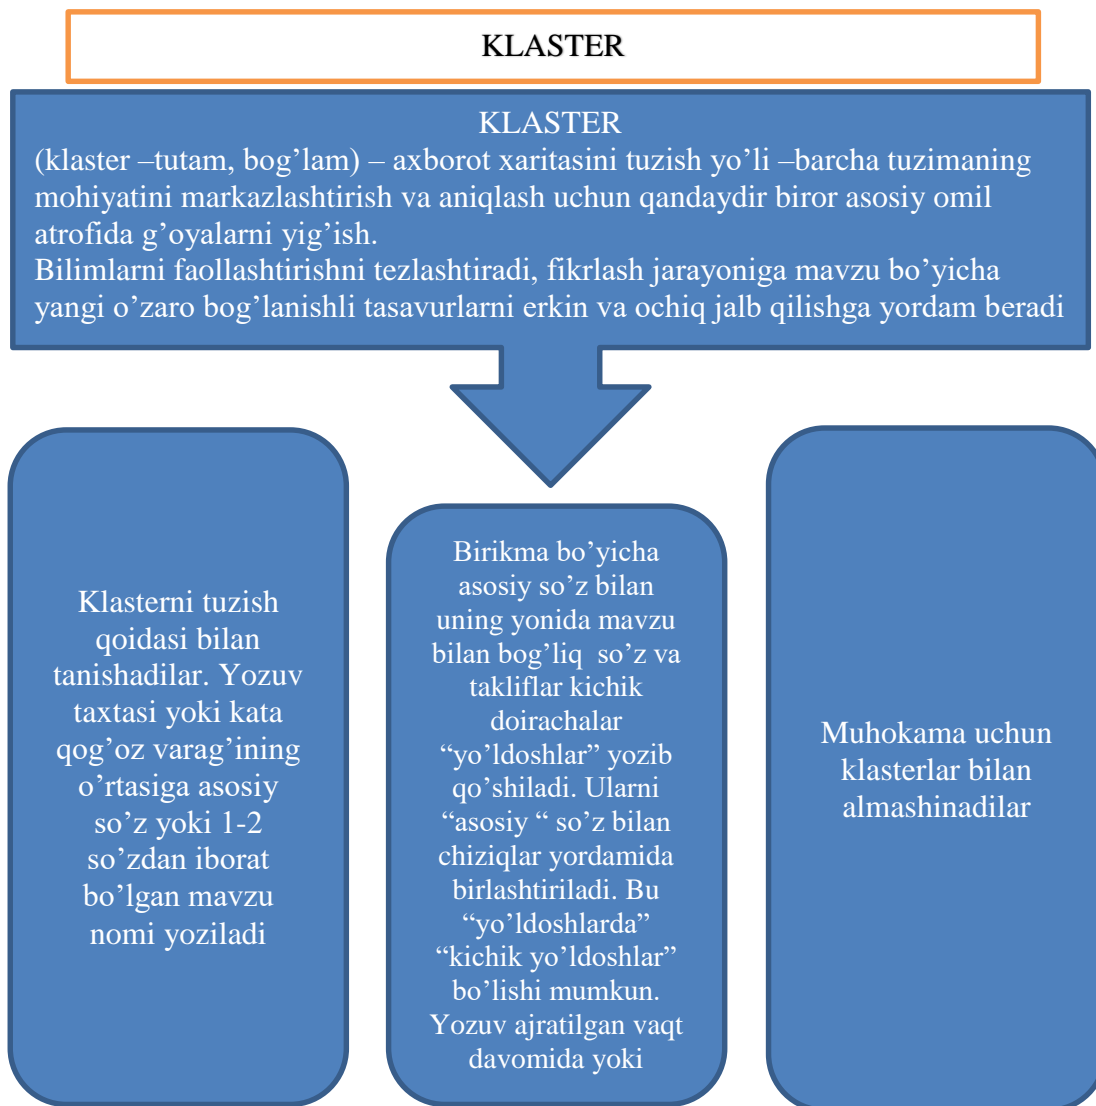 KLASTER
KLASTER
(klaster –tutam, bog’lam) – axborot xaritasini tuzish yo’li –barcha tuzimaning
mohiyatini markazlashtirish va aniqlash uchun qandaydir biror asosiy omil
atrofida g’oyalarni yig’ish.
Bilimlarni faollashtirishni tezlashtiradi, fikrlash jarayoniga mavzu bo’yicha
yangi o’zaro bog’lanishli tasavurlarni erkin va ochiq jalb qilishga yordam beradi
Klasterni tuzish
qoidasi bilan
tanishadilar. Yozuv
taxtasi yoki kata
qog’oz varag’ining
o’rtasiga asosiy
so’z yoki 1-2
so’zdan iborat
bo’lgan mavzu
nomi yoziladi
Birikma bo’yicha
asosiy so’z bilan
uning yonida mavzu
bilan bog’liq  so’z va
takliflar kichik
doirachalar
“yo’ldoshlar” yozib
qo’shiladi. Ularni
“asosiy “ so’z bilan
chiziqlar yordamida
birlashtiriladi. Bu
“yo’ldoshlarda”
“kichik yo’ldoshlar”
bo’lishi mumkun.
Yozuv ajratilgan vaqt
davomida yoki
Muhokama uchun
klasterlar bilan
almashinadilar